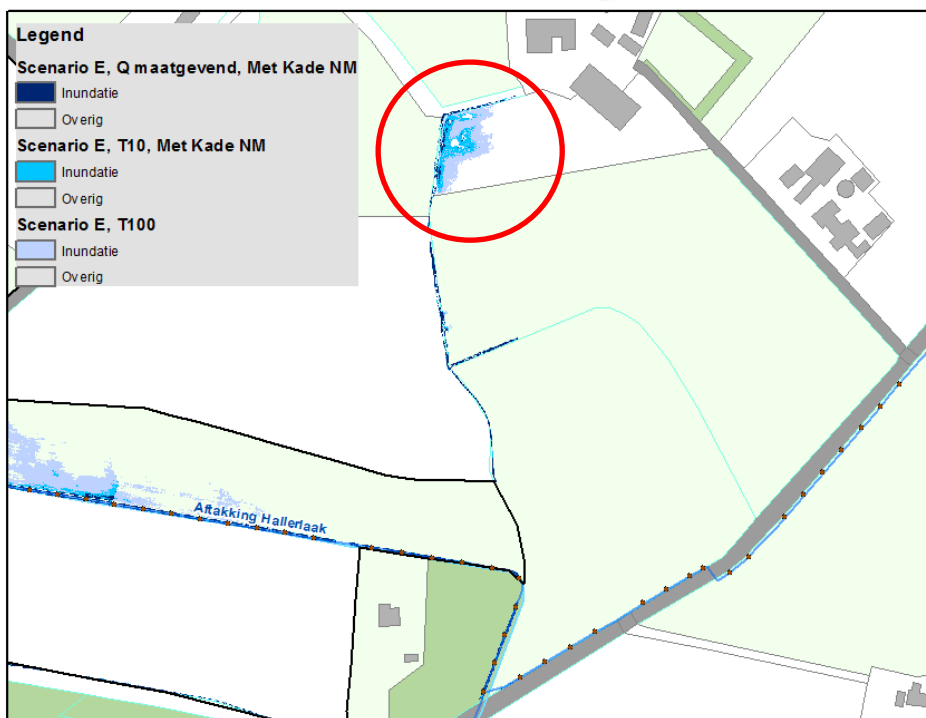 Legend
Scenario E, Q maatgevend, Met Kade NM
Inundatie
Overig
Scenario E, T10, Met Kade NM
Inundatie
Overig
Scenario E, T100
Inundatie
Overig
Aftakking Hallerlaak